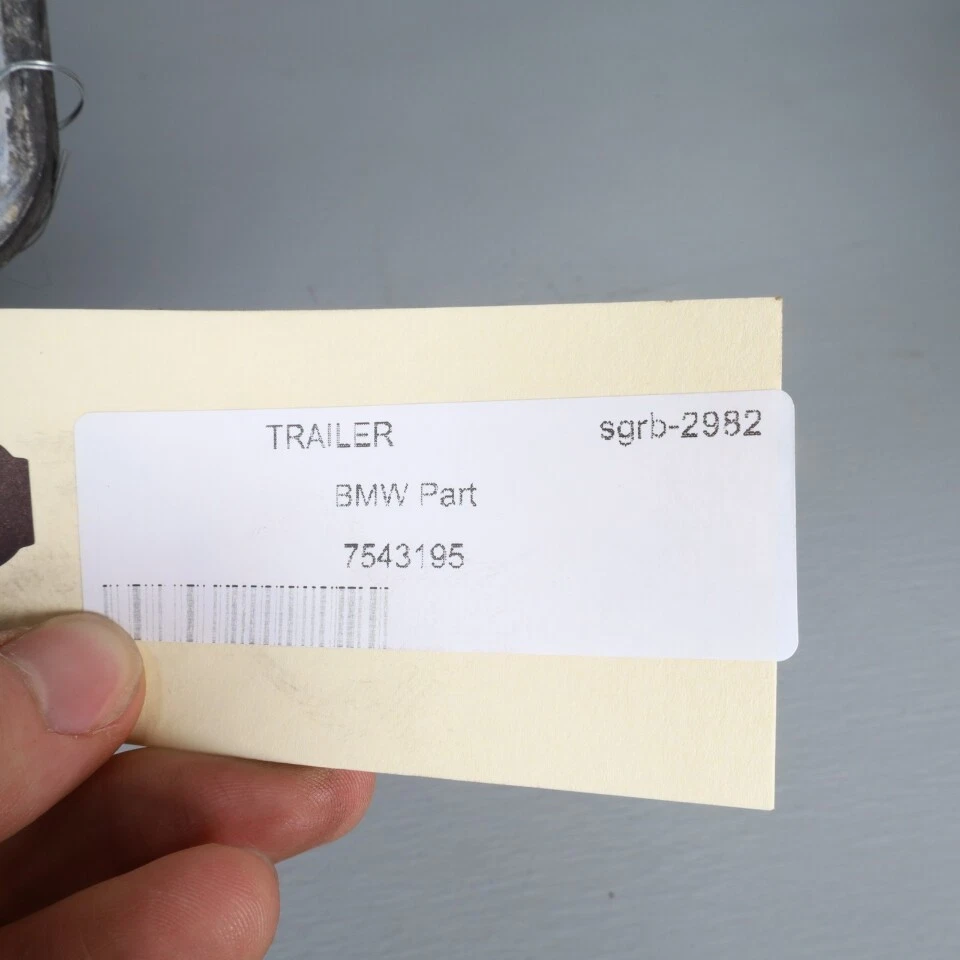 TRAILER sgrb-2982
BMW Part
7543195